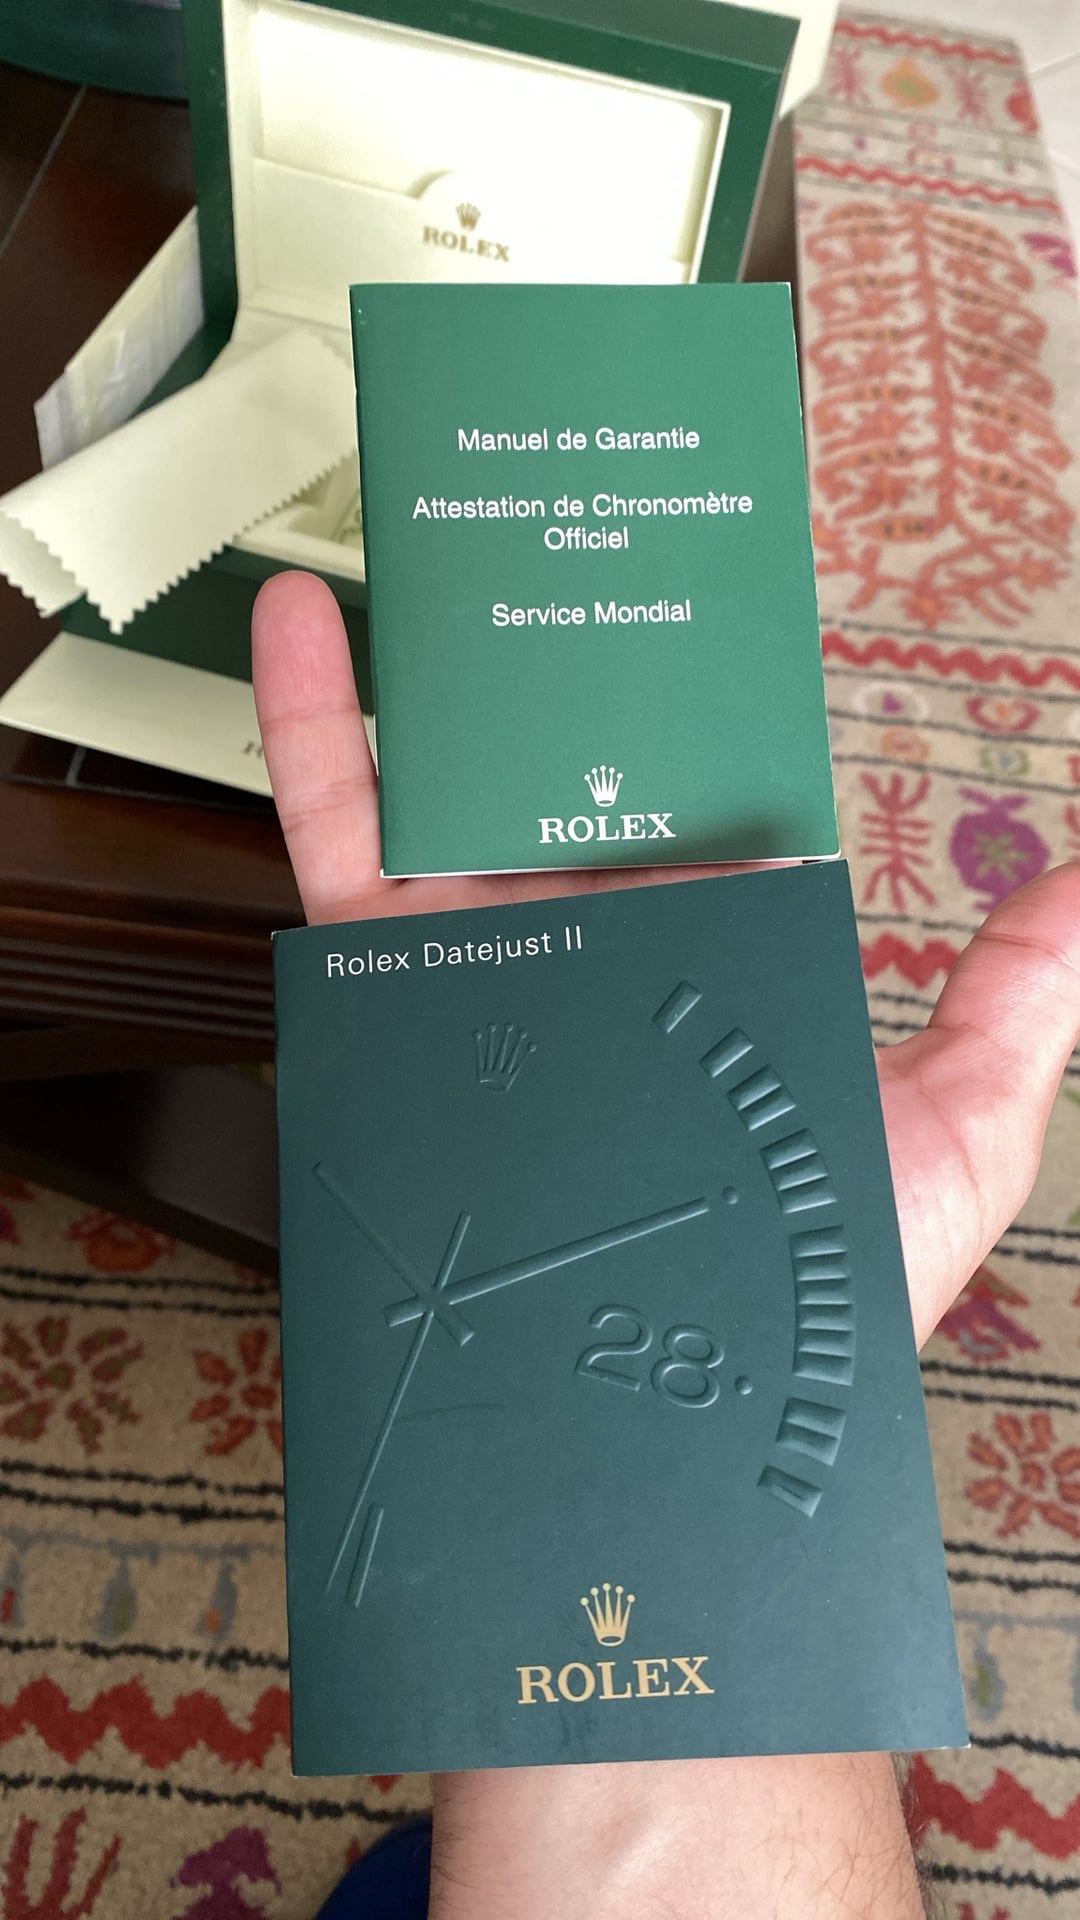 ROLEX
Manuel de Garantie
Attestation de Chronomètre
Officiel
Service Mondial
ROLEX
Rolex Datejust II
28
ROLEX